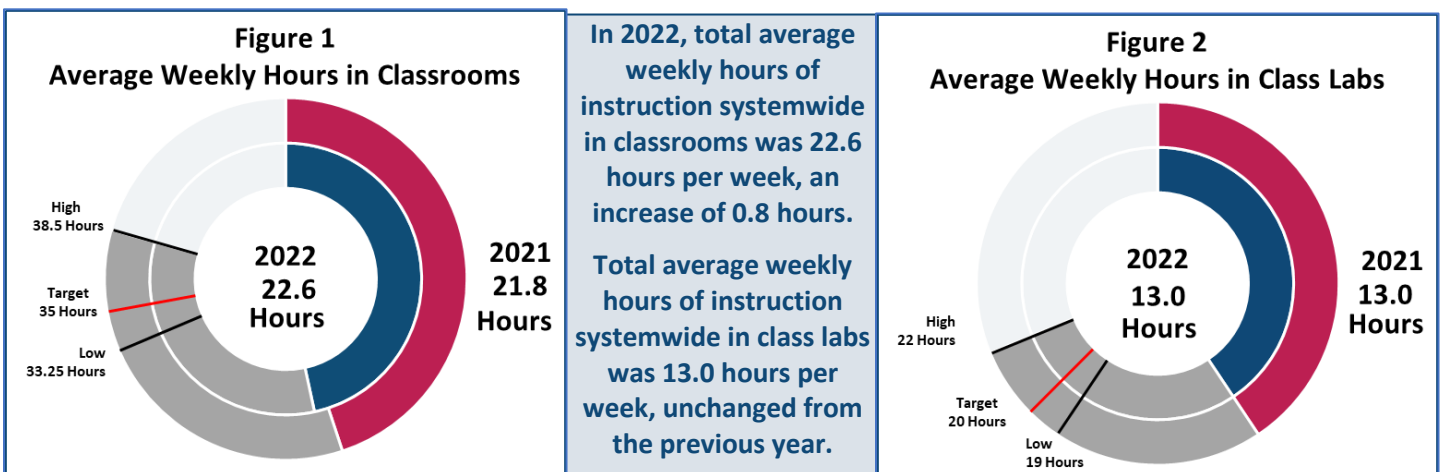 Figure 1
Average Weekly Hours in Classrooms
High
38.5 Hours
Target
35 Hours
Low
33.25 Hours
2022
22.6
Hours
2021
21.8
Hours
In 2022, total average
weekly hours of
instruction systemwide
in classrooms was 22.6
hours per week, an
increase of 0.8 hours.
Total average weekly
hours of instruction
systemwide in class labs
was 13.0 hours per
week, unchanged from
the previous year.
Figure 2
Average Weekly Hours in Class Labs
High
22 Hours
Target
20 Hours
Low
19 Hours
2022
13.0
Hours
2021
13.0
Hours